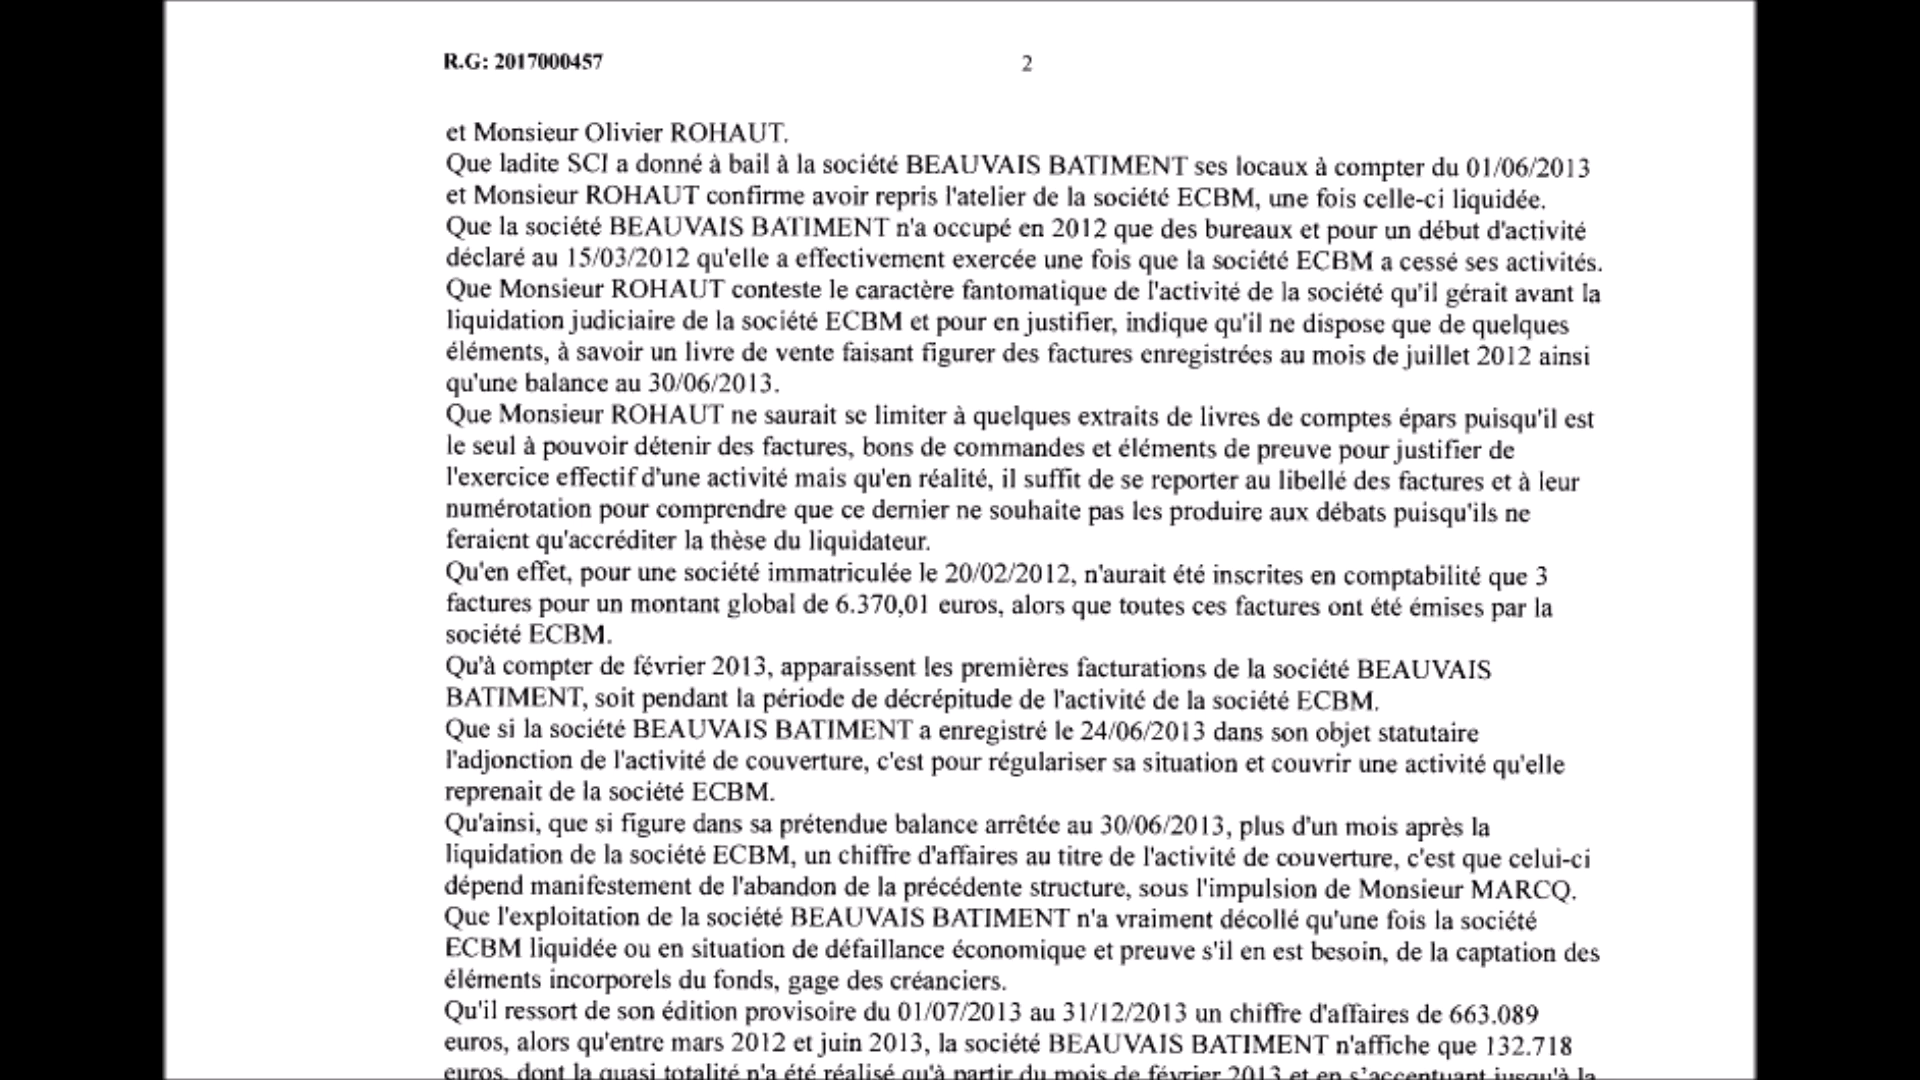 R.G: 2017000457
2
et Monsieur Olivier ROHAUT.
Que ladite SCI a donné à bail à la société BEAUVAIS BATIMENT ses locaux à compter du 01/06/2013
et Monsieur ROHAUT confirme avoir repris l'atelier de la société ECBM, une fois celle-ci liquidée.
Que la société BEAUVAIS BATIMENT n'a occupé en 2012 que des bureaux et pour un début d'activité
déclaré au 15/03/2012 qu'elle a effectivement exercée une fois que la société ECBM a cessé ses activités.
Que Monsieur ROHAUT conteste le caractère fantomatique de l'activité de la société qu'il gérait avant la
liquidation judiciaire de la société ECBM et pour en justifier, indique qu'il ne dispose que de quelques
éléments, à savoir un livre de vente faisant figurer des factures enregistrées au mois de juillet 2012 ainsi
qu'une balance au 30/06/2013.
Que Monsieur ROHAUT ne saurait se limiter à quelques extraits de livres de comptes épars puisqu'il est
le seul à pouvoir détenir des factures, bons de commandes et éléments de preuve pour justifier de
l'exercice effectif d'une activité mais qu'en réalité, il suffit de se reporter au libellé des factures et à leur
numérotation pour comprendre que ce dernier ne souhaite pas les produire aux débats puisqu'ils ne
feraient qu'accréditer la thèse du liquidateur.
Qu'en effet, pour une société immatriculée le 20/02/2012, n'aurait été inscrites en comptabilité que 3
factures pour un montant global de 6.370,01 euros, alors que toutes ces factures ont été émises par la
société ECBM.
Qu'à compter de février 2013, apparaissent les premières facturations de la société BEAUVAIS
BATIMENT, soit pendant la période de décrépitude de l'activité de la société ECBM.
Que si la société BEAUVAIS BATIMENT a enregistré le 24/06/2013 dans son objet statutaire
l'adjonction de l'activité de couverture, c'est pour régulariser sa situation et couvrir une activité qu'elle
reprenait de la société ECBM.
Qu'ainsi, que si figure dans sa prétendue balance arrêtée au 30/06/2013, plus d'un mois après la
liquidation de la société ECBM, un chiffre d'affaires au titre de l'activité de couverture, c'est que celui-ci
dépend manifestement de l'abandon de la précédente structure, sous l'impulsion de Monsieur MARCQ.
Que l'exploitation de la société BEAUVAIS BATIMENT n'a vraiment décollé qu'une fois la société
ECBM liquidée ou en situation de défaillance économique et preuve s'il en est besoin, de la captation des
éléments incorporels du fonds, gage des créanciers.
Qu'il ressort de son édition provisoire du 01/07/2013 au 31/12/2013 un chiffre d'affaires de 663.089
euros, alors qu'entre mars 2012 et juin 2013, la société BEAUVAIS BATIMENT n'affiche que 132.718
euros, dont la quasi totalité n'a été réalisé qu'à partir du mois de février 2013 et en s'accentuant jusqu'à la